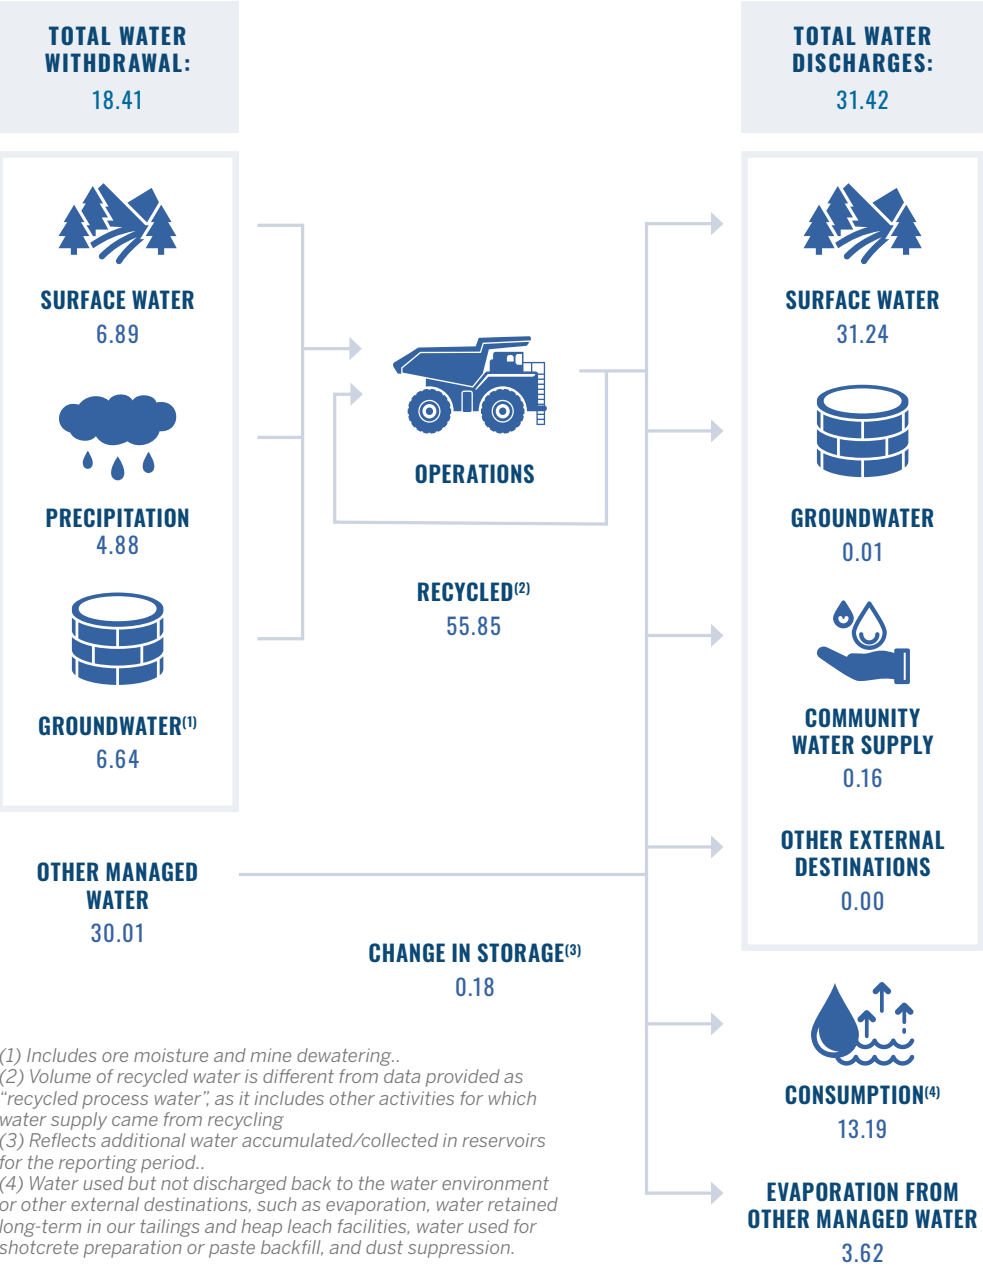 TOTAL WATER
WITHDRAWAL:
18.41
SURFACE WATER
6.89
PRECIPITATION
4.88
GROUNDWATER(1)
6.64
OTHER MANAGED
WATER
30.01
OPERATIONS
RECYCLED(2)
55.85
CHANGE IN STORAGE(3)
0.18
TOTAL WATER
DISCHARGES:
31.42
SURFACE WATER
31.24
GROUNDWATER
0.01
COMMUNITY
WATER SUPPLY
0.16
OTHER EXTERNAL
DESTINATIONS
0.00
CONSUMPTION(4)
13.19
EVAPORATION FROM
OTHER MANAGED WATER
3.62
(1) Includes ore moisture and mine dewatering..
(2) Volume of recycled water is different from data provided as
“recycled process water”, as it includes other activities for which
water supply came from recycling
(3) Reflects additional water accumulated/collected in reservoirs
for the reporting period..
(4) Water used but not discharged back to the water environment
or other external destinations, such as evaporation, water retained
long-term in our tailings and heap leach facilities, water used for
shotcrete preparation or paste backfill, and dust suppression.